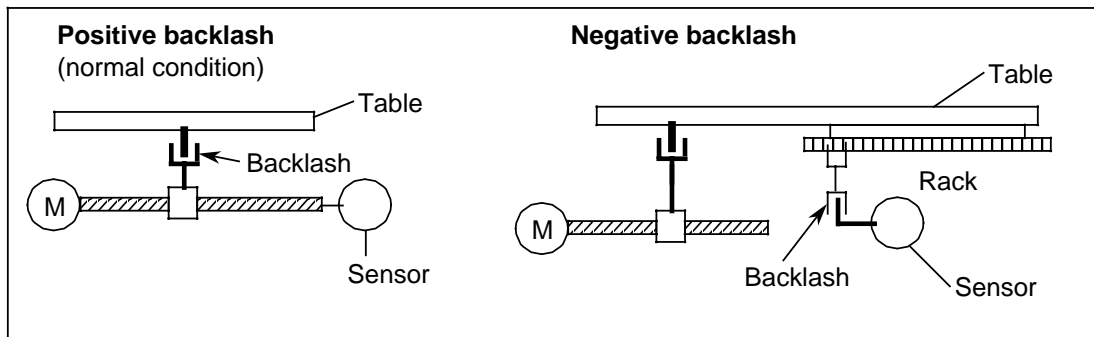 Positive backlash
(normal condition)
Table
Backlash
M
Sensor
Negative backlash
Table
Rack
M
Backlash
Sensor